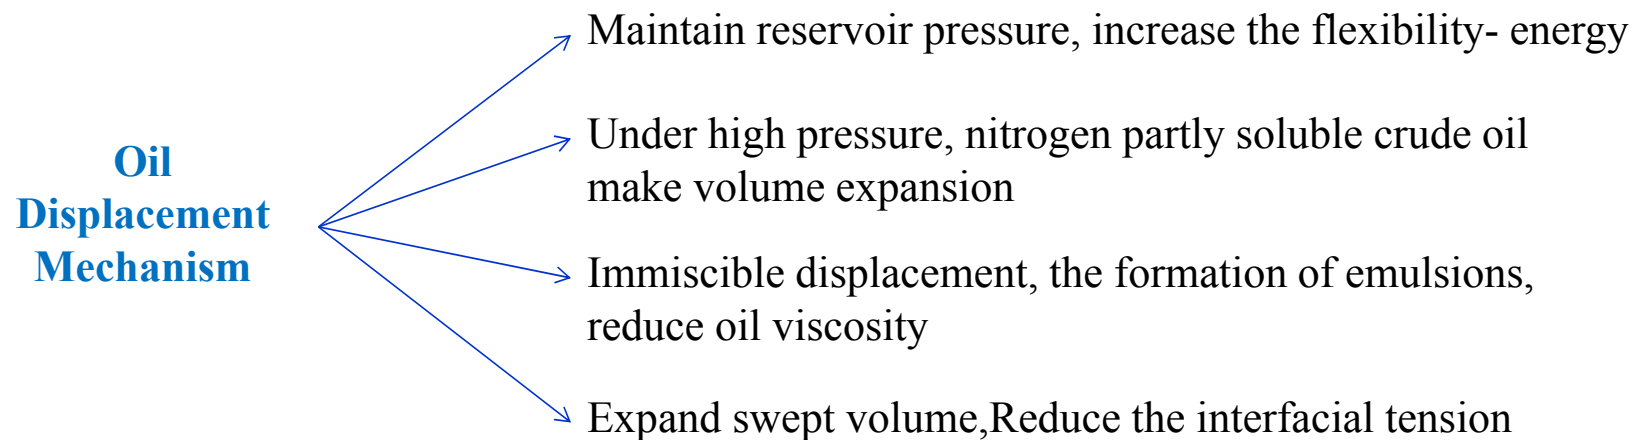 Oil
Displacement
Mechanism
Maintain reservoir pressure, increase the flexibility- energy
Under high pressure, nitrogen partly soluble crude oil
make volume expansion
Immiscible displacement, the formation of emulsions,
reduce oil viscosity
Expand swept volume,Reduce the interfacial tension